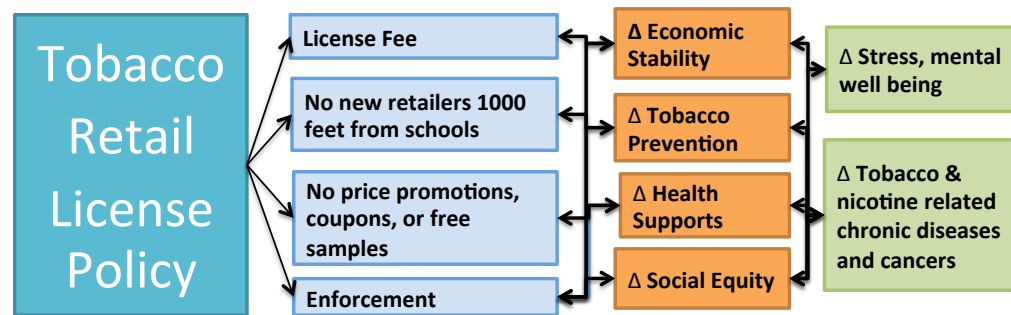 Tobacco
Retail
License
Policy
License Fee
No new retailers 1000
feet from schools
No price promotions,
coupons, or free
samples
Enforcement
Δ Economic
Stability
Δ Tobacco
Prevention
Δ Health
Supports
Δ Social Equity
Δ Stress, mental
well being
Δ Tobacco &
nicotine related
chronic diseases
and cancers